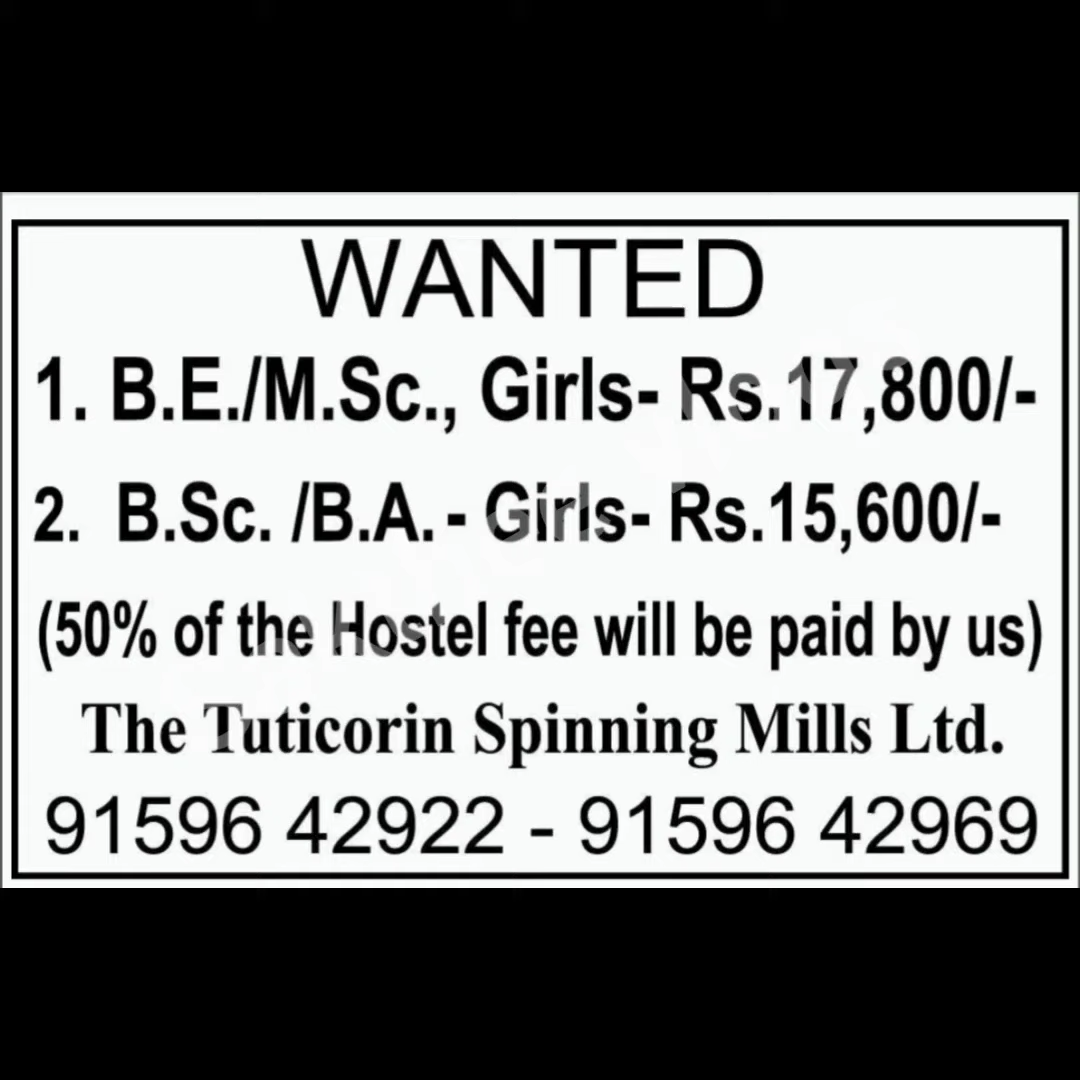 WANTED
1. B.E./M.Sc., Girls- Rs.17,800/-
2. B.Sc. /B.A. - Girls- Rs.15,600/-
(50% of the Hostel fee will be paid by us)
The Tuticorin Spinning Mills Ltd.
91596 42922 - 91596 42969